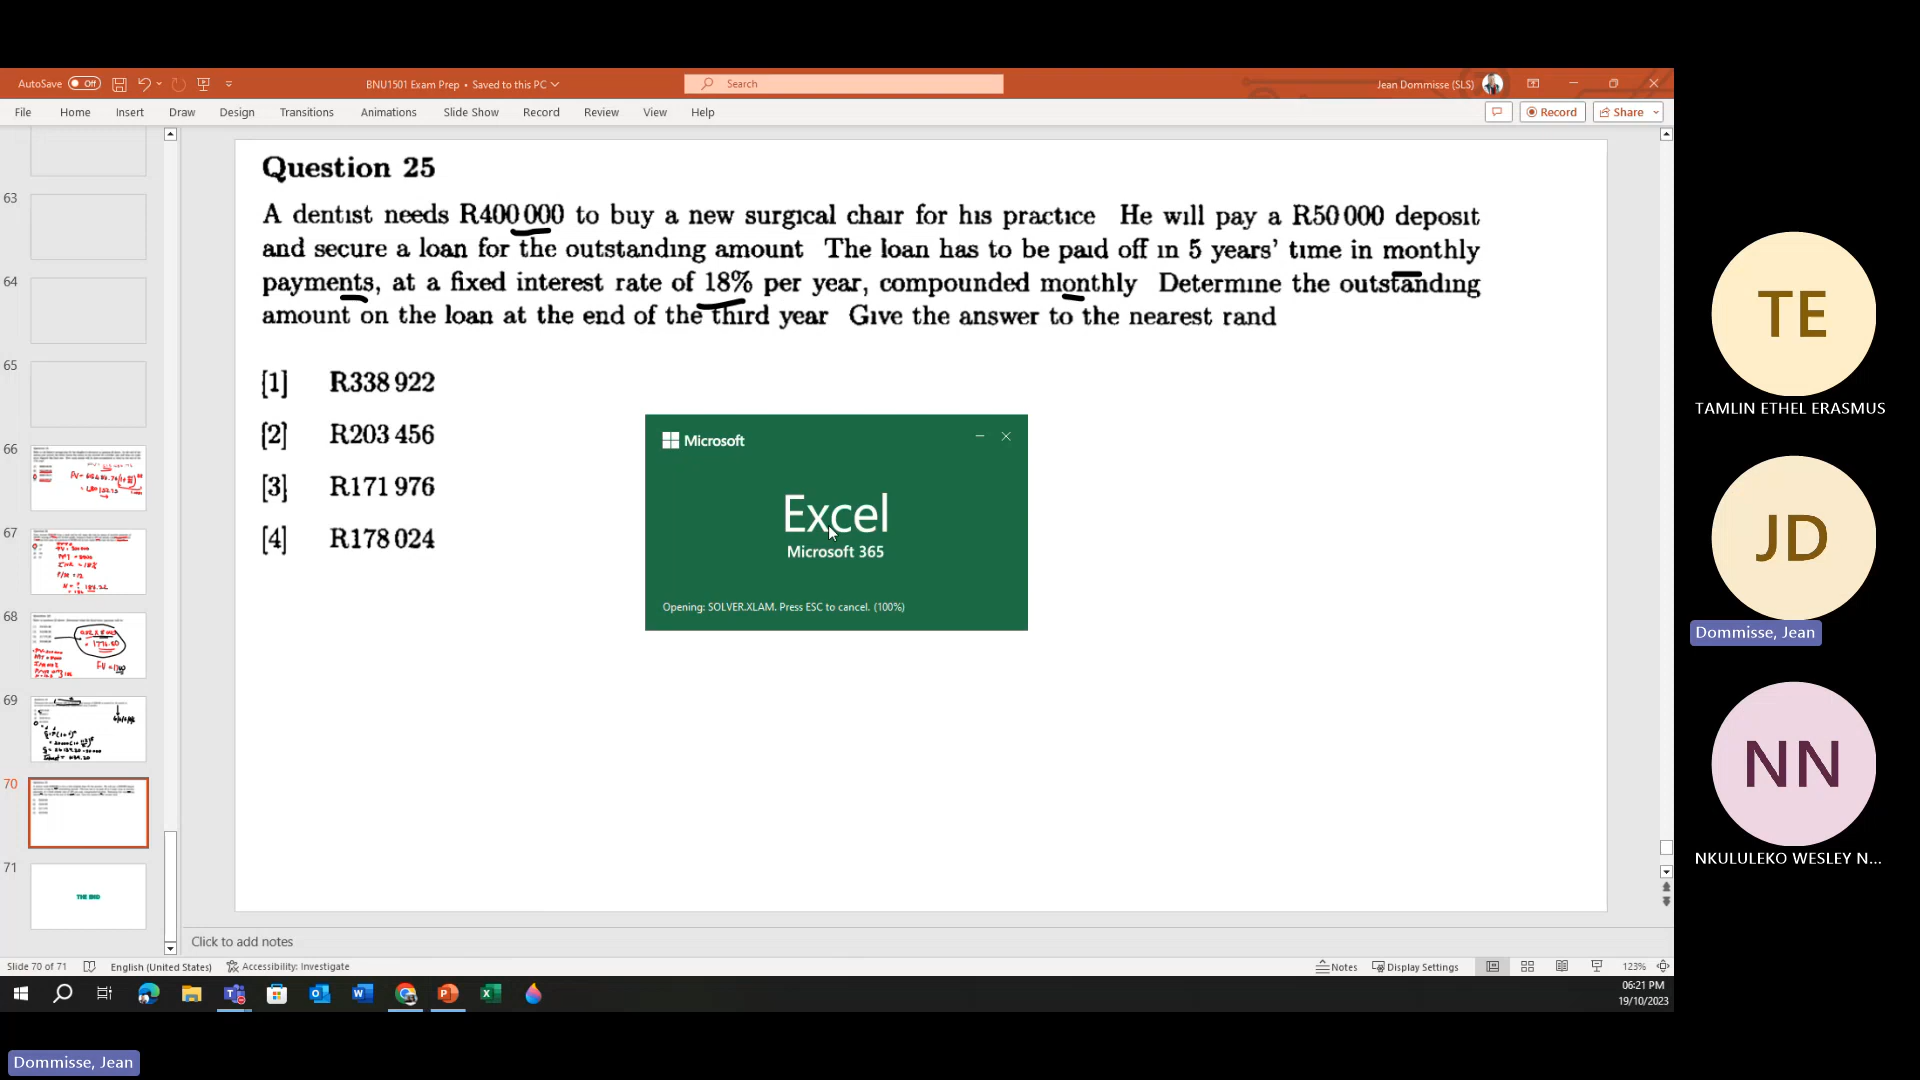 AutoSave Off
BNU1501 Exam Prep • Saved to this PC
Search
Jean Dommisse (SLS)
File Home Insert Draw Design Transitions Animations Slide Show Record Review View Help
Record
Share
63
64
65
66
67
68
69
70
71
THE END
Question 25
A dentist needs R400 000 to buy a new surgical chair for his practice He will pay a R50 000 deposit
and secure a loan for the outstanding amount The loan has to be paid off in 5 years' time in monthly
payments, at a fixed interest rate of 18% per year, compounded monthly Determine the outstanding
amount on the loan at the end of the third year Give the answer to the nearest rand
[1] R338 922
[2] R203 456
[3] R171 976
[4] R178 024
Microsoft
Excel
Microsoft 365
Opening: SOLVER.XLAM. Press ESC to cancel. (100%)
Click to add notes
Slide 70 of 71
English (United States)
Accessibility: Investigate
Notes
Display Settings
123%
06:21 PM
19/10/2023
TE
TAMLIN ETHEL ERASMUS
JD
Dommisse, Jean
NN
NKULULEKO WESLEY N...
Dommisse, Jean